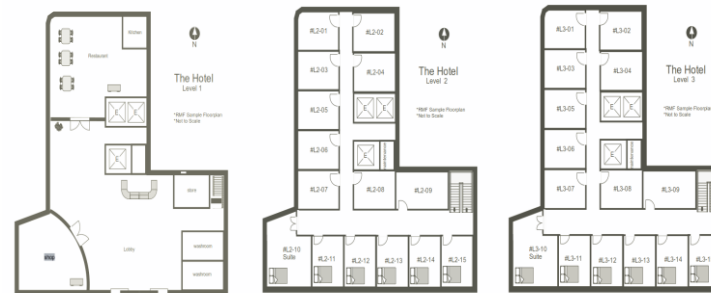 Kitchen
N
Restaurant
The Hotel
Level 1
*RMF Sample Floorplan
*Not to Scale
E
E
E
store
Lobby
washroom
washroom
#L2-01
#L2-02
N
#L2-03
#L2-04
The Hotel
Level 2
*RMF Sample Floorplan
*Not to Scale
#L2-05
E
E
#L2-06
E
#L2-07
#L2-08
#L2-09
#L2-10
Suite
#L2-11
#L2-12
#L2-13
#L2-14
#L2-15
#L3-01
#L3-02
N
#L3-03
#L3-04
The Hotel
Level 3
*RMF Sample Floorplan
*Not to Scale
#L3-05
E
E
#L3-06
E
#L3-07
#L3-08
#L3-09
#L3-10
Suite
#L3-11
#L3-12
#L3-13
#L3-14